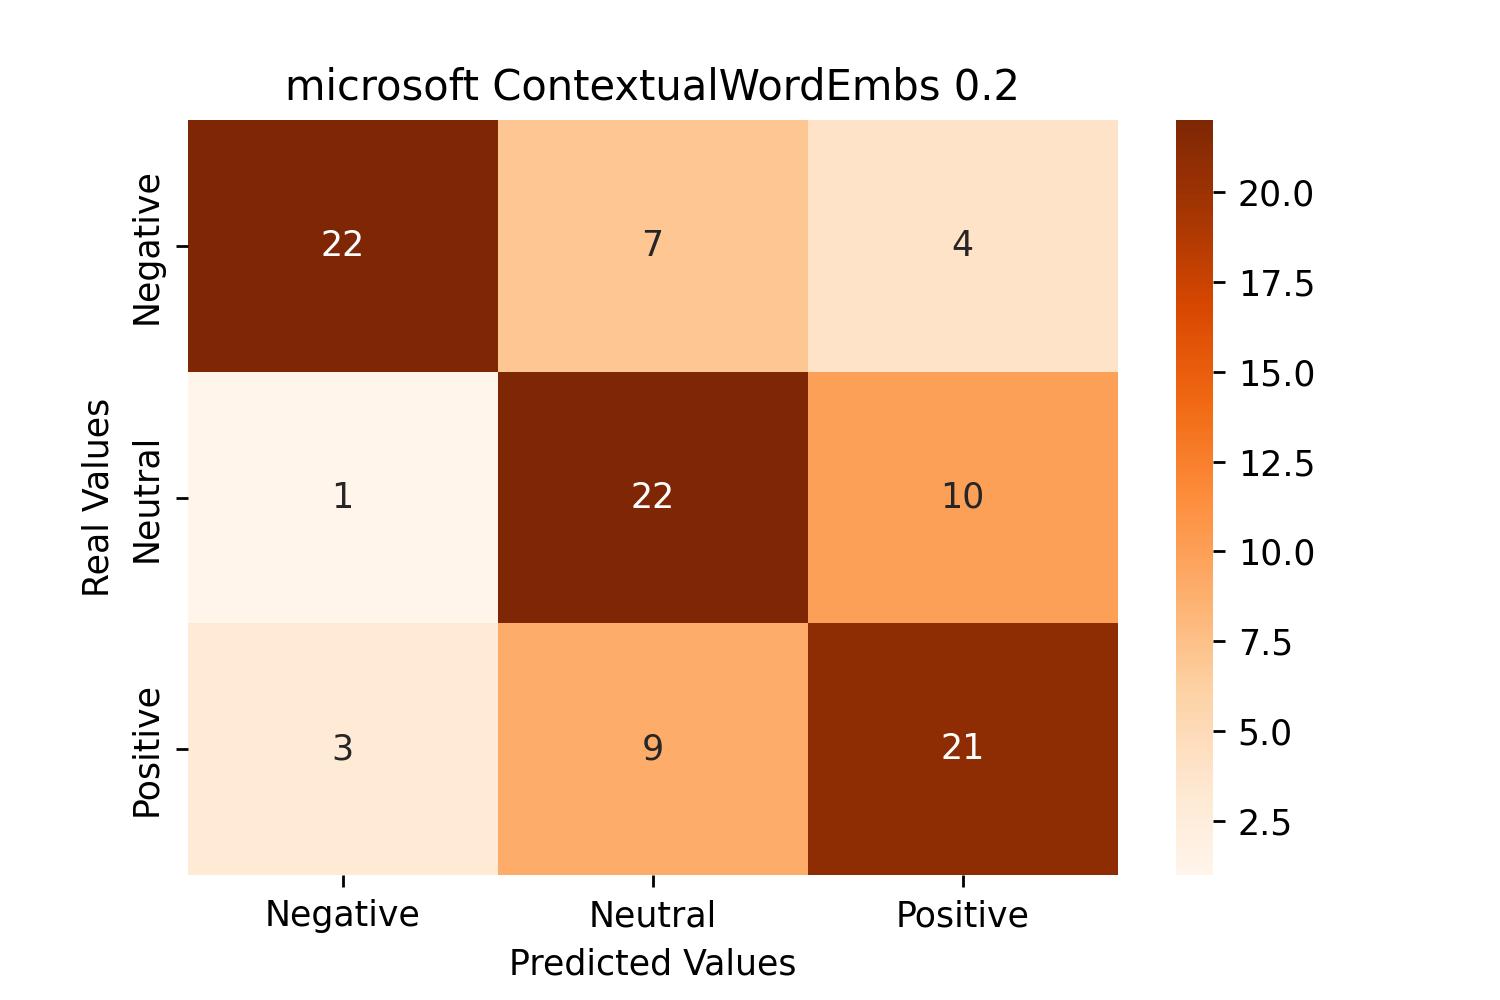 microsoft ContextualWordEmbs 0.2
Real Values
Negative
22 7 4
Neutral
1 22 10
Positive
3 9 21
Negative Neutral Positive
Predicted Values
20.0
17.5
15.0
12.5
10.0
7.5
5.0
2.5